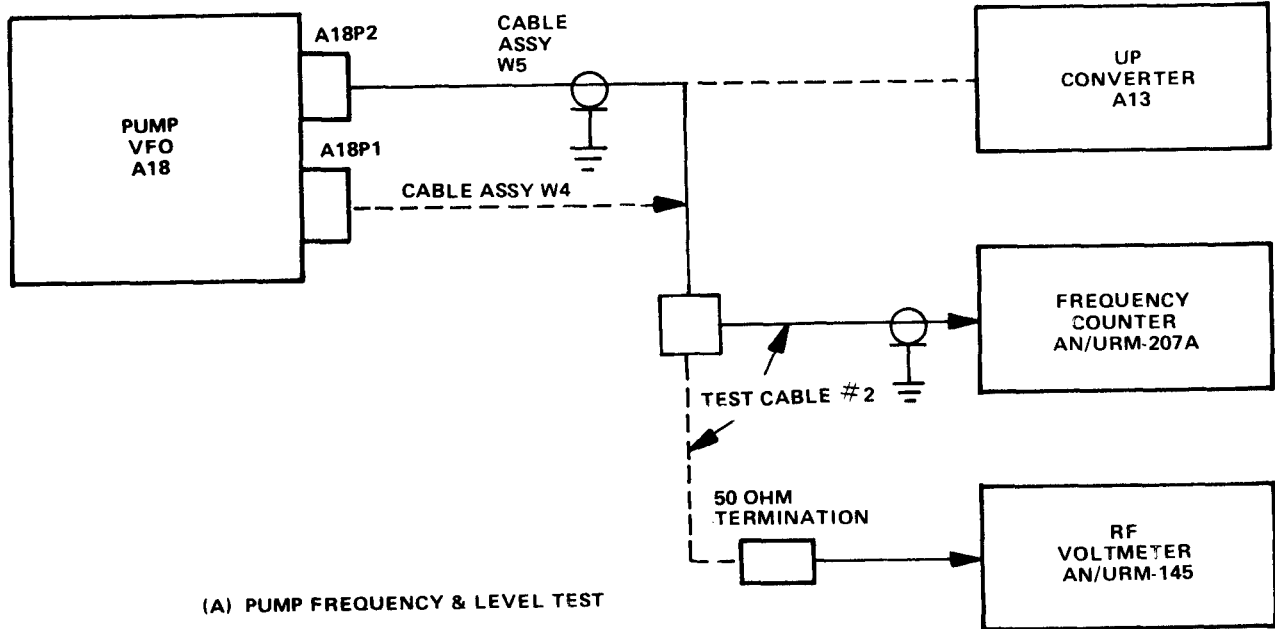 PUMP
VFO
A18
A18P2
A18P1
CABLE
ASSY
W5
CABLE ASSY W4
UP
CONVERTER
A13
FREQUENCY
COUNTER
AN/URM-207A
TEST CABLE #2
50 OHM
TERMINATION
RF
VOLTMETER
AN/URM-145
(A) PUMP FREQUENCY & LEVEL TEST